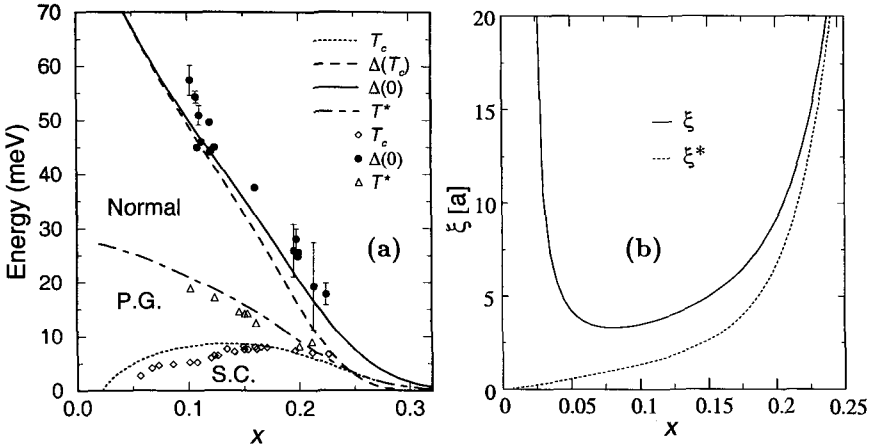 70
60
50
40
30
20
10
0
Energy (meV)
0.0
0.1
0.2
0.3
x
T_c
Δ(T_c)
Δ(0)
T*
T_c
Δ(0)
T*
Normal
(a)
P.G.
S.C.
20
15
10
5
0
ξ [a]
0
0.05
0.10
0.15
0.20
0.25
x
ξ
ξ*
(b)